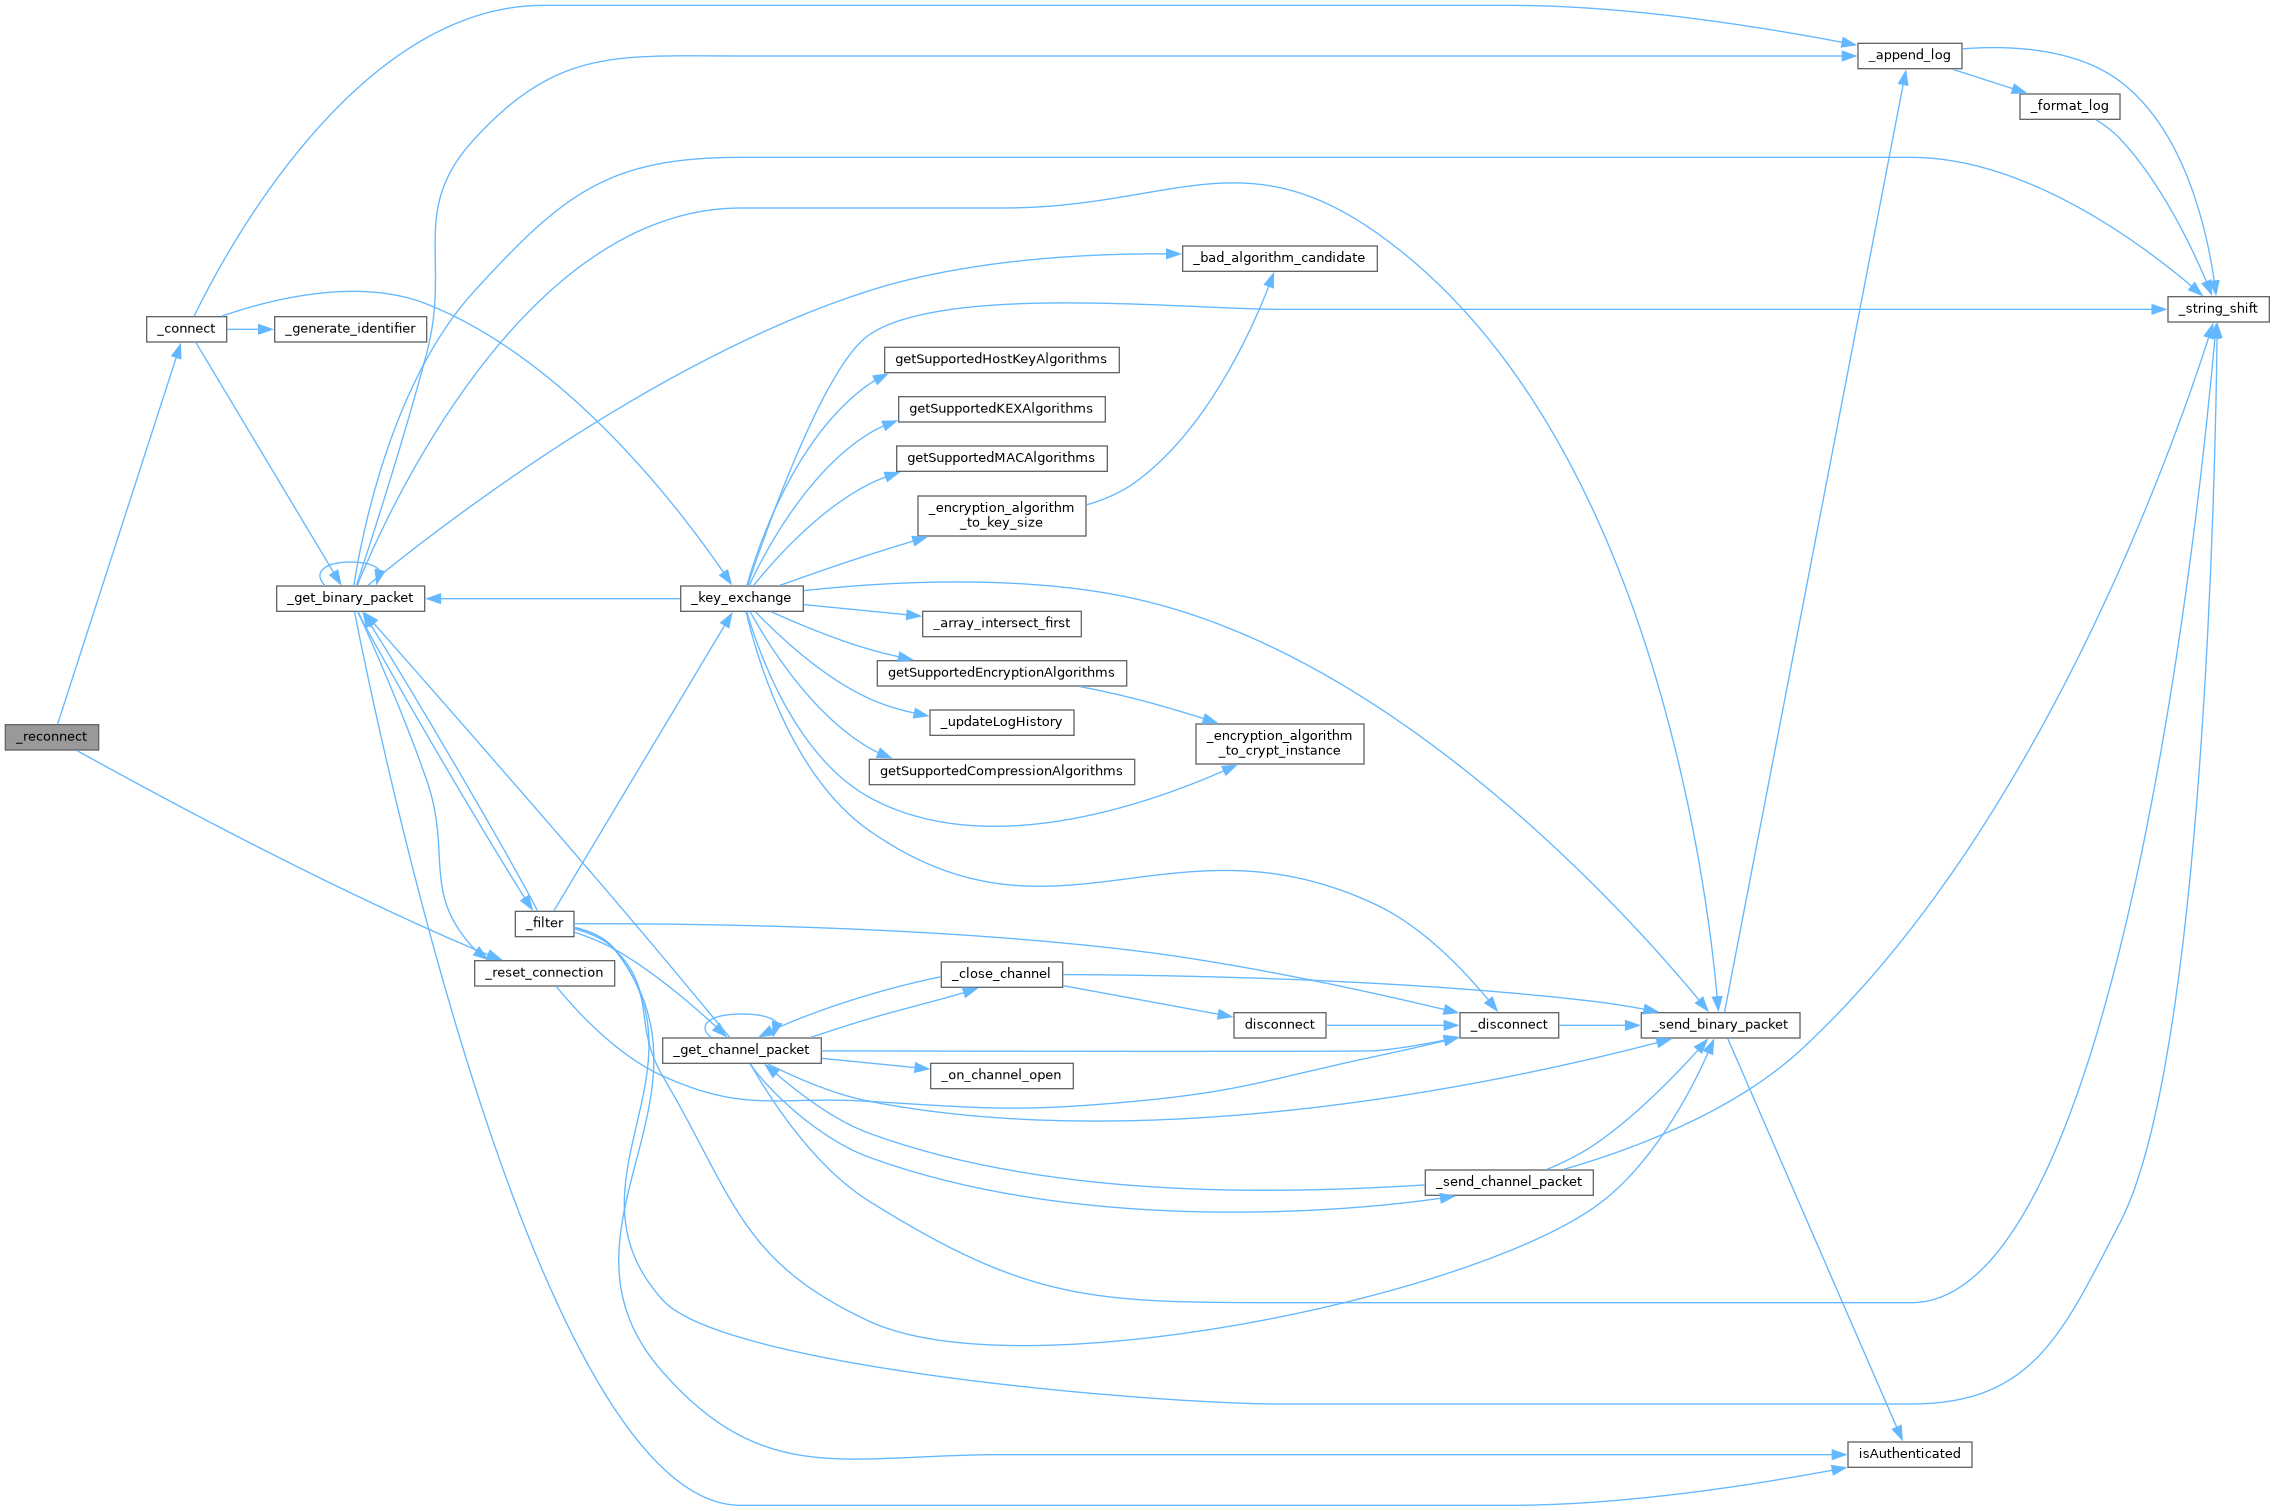 _append_log
_format_log
_bad_algorithm_candidate
_string_shift
_connect
_generate_identifier
getSupportedHostKeyAlgorithms
getSupportedKEXAlgorithms
getSupportedMACAlgorithms
_encryption_algorithm
_to_key_size
_get_binary_packet
_key_exchange
_array_intersect_first
getSupportedEncryptionAlgorithms
_updateLogHistory
_reconnect
_encryption_algorithm
_to_crypt_instance
getSupportedCompressionAlgorithms
_filter
_reset_connection
_close_channel
disconnect
_disconnect
_send_binary_packet
_get_channel_packet
_on_channel_open
_send_channel_packet
isAuthenticated